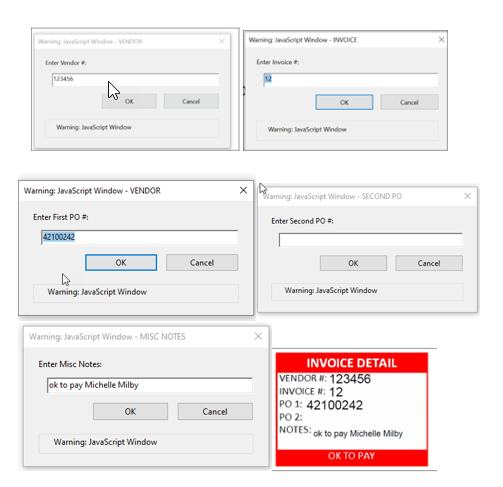 Warning: JavaScript Window - VENDOR
Enter Vendor #:
123456
OK Cancel
Warning: JavaScript Window
Warning: JavaScript Window - INVOICE
Enter Invoice #:
12
OK Cancel
Warning: JavaScript Window
Warning: JavaScript Window - VENDOR
Enter First PO #:
42100242
OK Cancel
Warning: JavaScript Window
Warning: JavaScript Window - SECOND PO
Enter Second PO #:
OK Cancel
Warning: JavaScript Window
Warning: JavaScript Window - MISC NOTES
Enter Misc Notes:
ok to pay Michelle Milby
OK Cancel
Warning: JavaScript Window
INVOICE DETAIL
VENDOR #: 123456
INVOICE #: 12
PO 1: 42100242
PO 2:
NOTES: ok to pay Michelle Milby
OK TO PAY